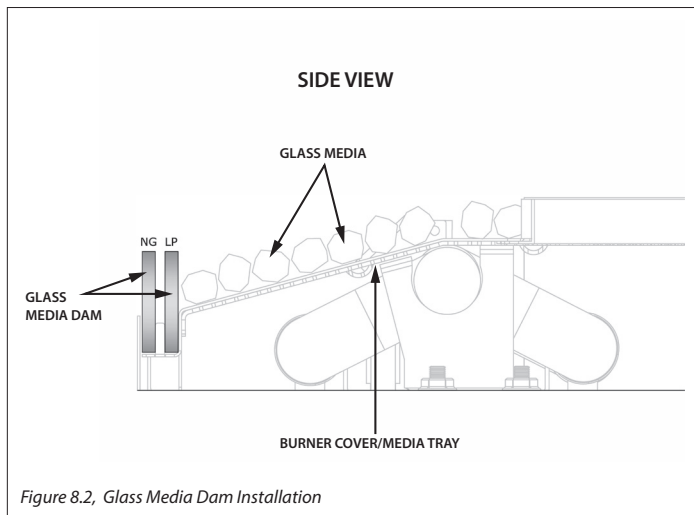 SIDE VIEW
GLASS MEDIA
NG LP
GLASS
MEDIA DAM
BURNER COVER/MEDIA TRAY
Figure 8.2, Glass Media Dam Installation